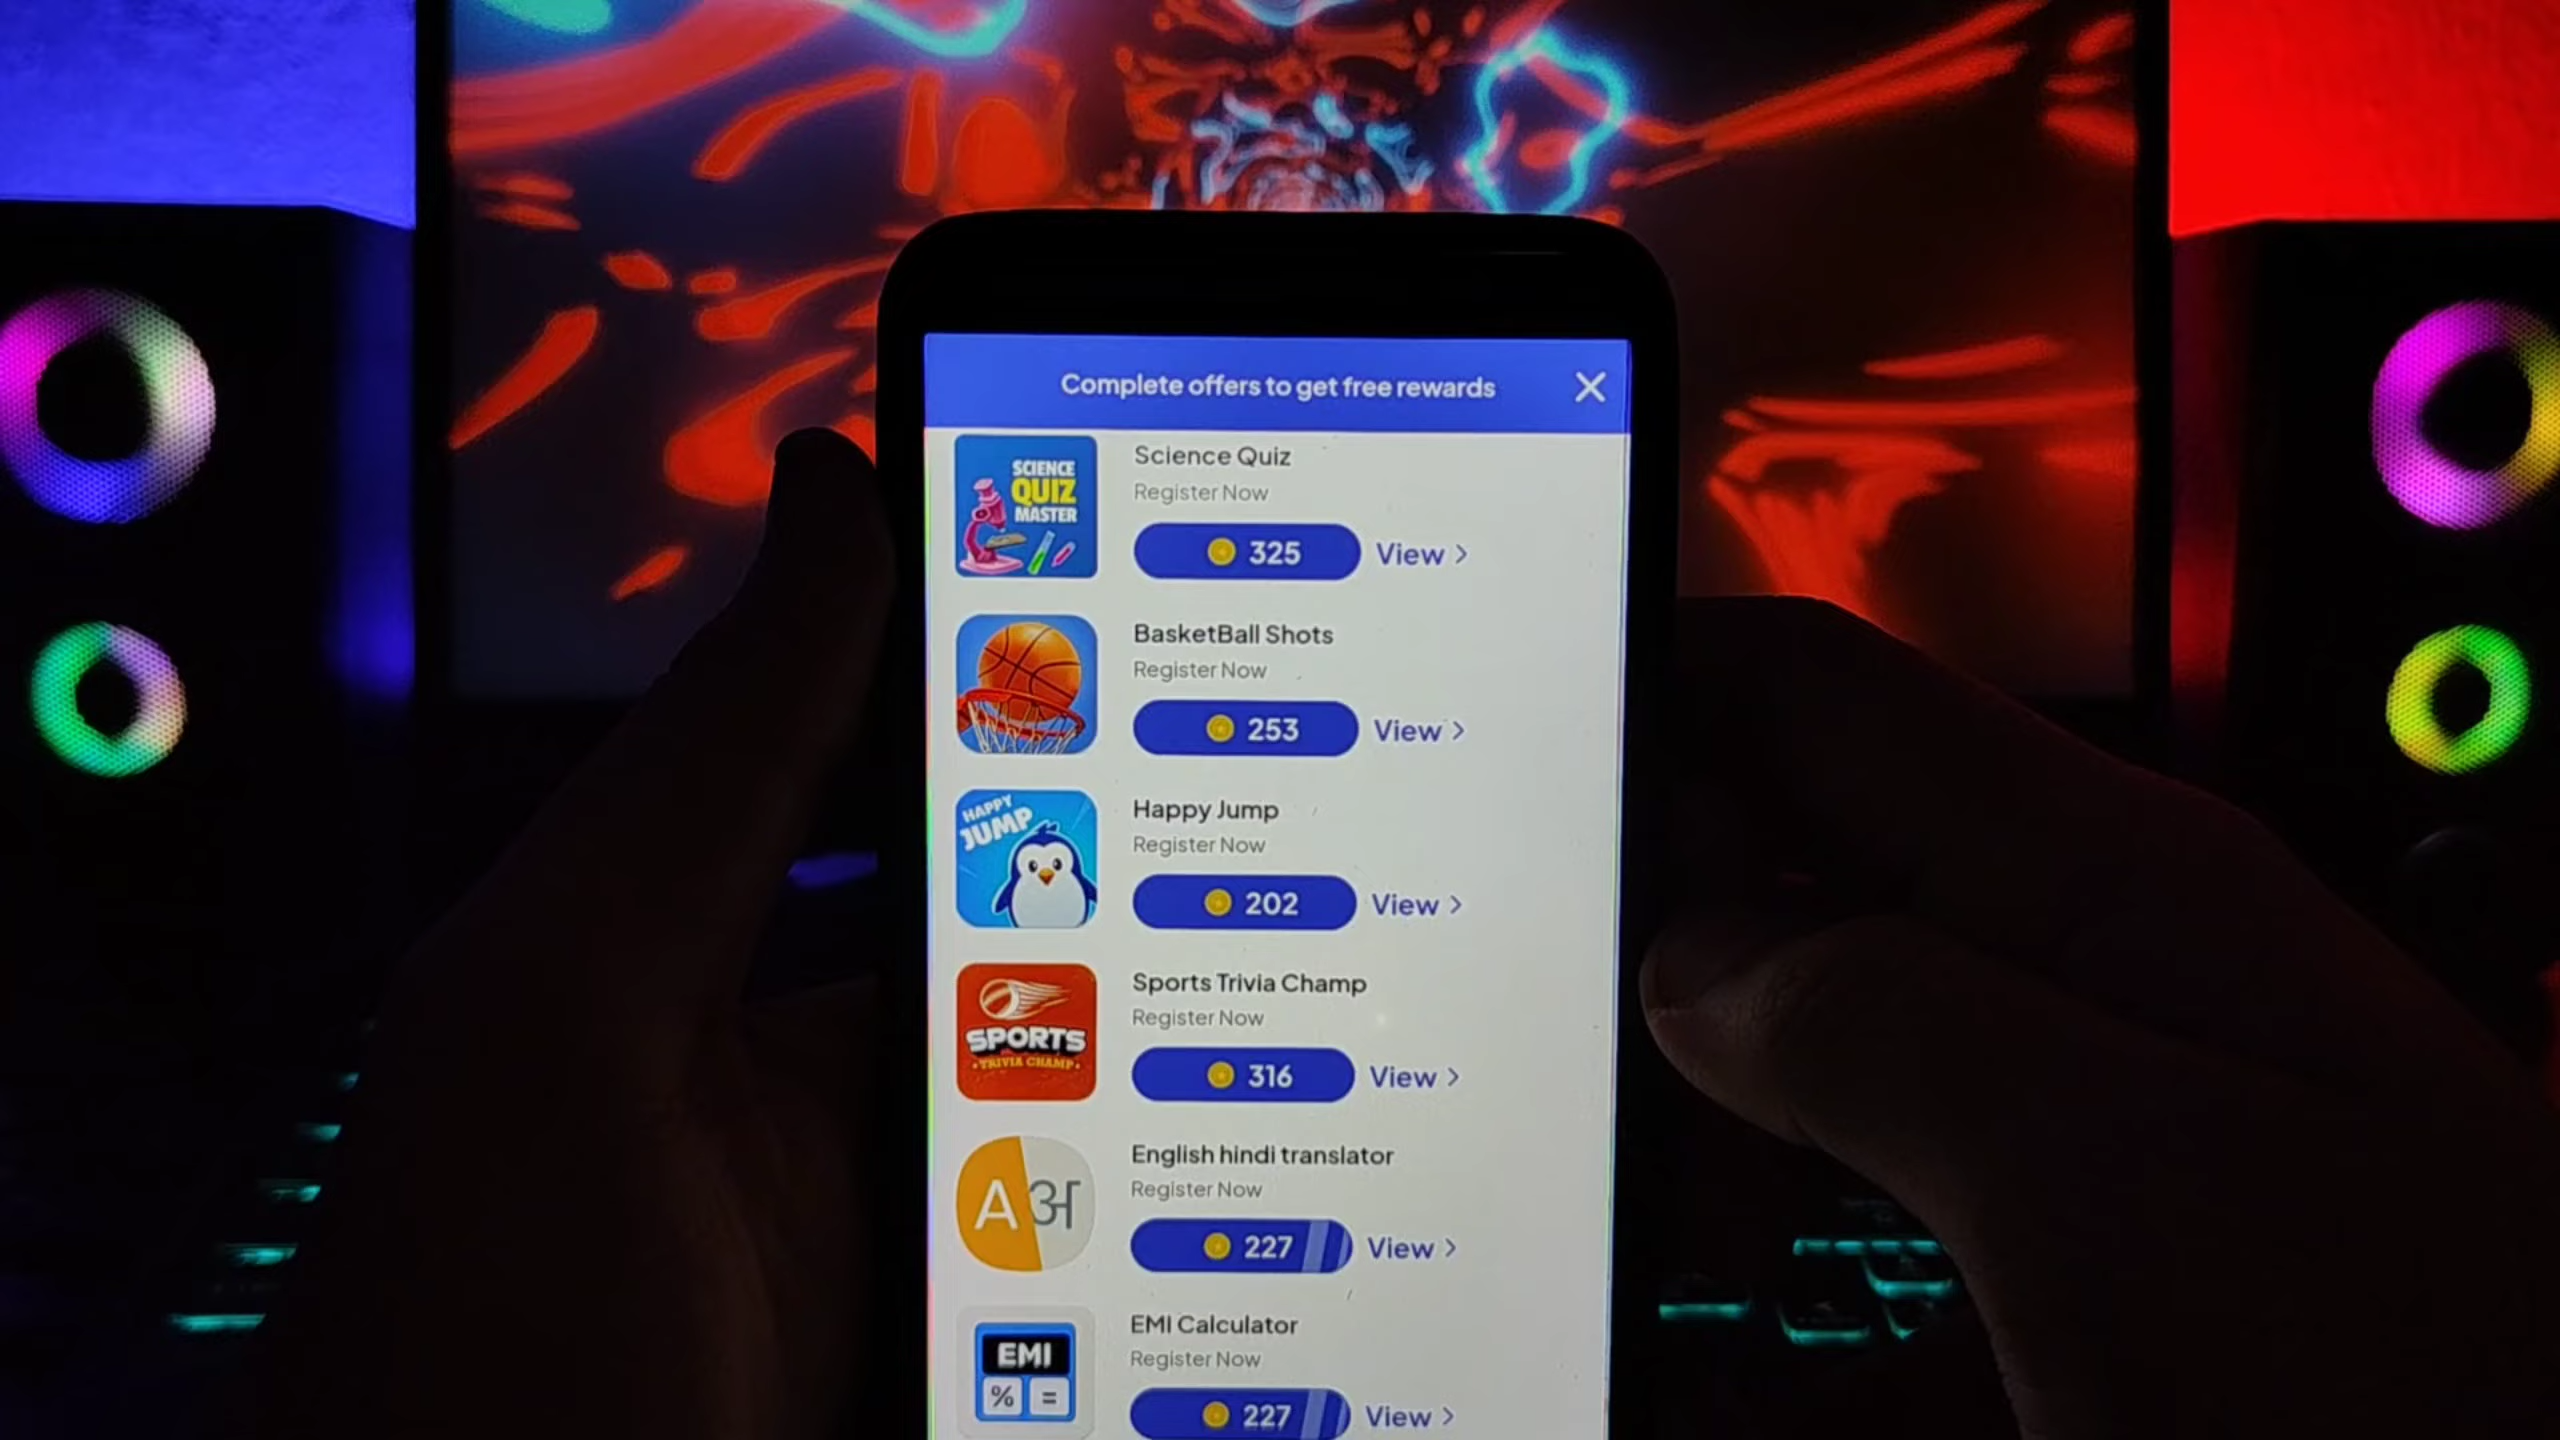 Complete offers to get free rewards
SCIENCE
QUIZ
MASTER
Science Quiz
Register Now
325 View
BasketBall Shots
Register Now
253 View
HAPPY
JUMP
Happy Jump
Register Now
202 View
Sports Trivia Champ
Register Now
SPORTS
TRIVIA CHAMP
316 View
English hindi translator
Register Now
A अ
227 View
EMI Calculator
Register Now
EMI
% =
227 View